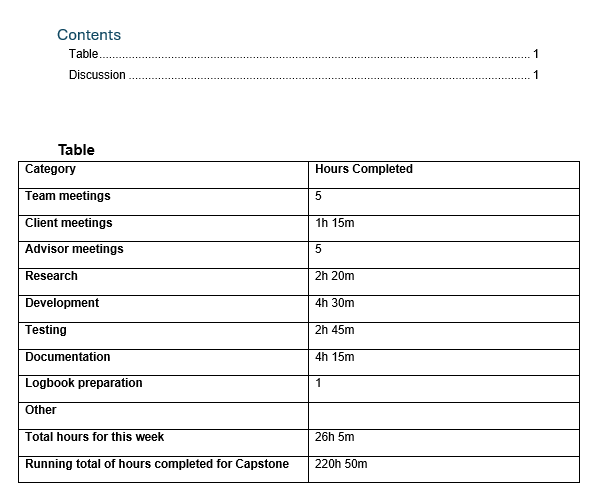 Contents
Table.................................................................................................................................... 1
Discussion ........................................................................................................................... 1
Table
Category Hours Completed
Team meetings 5
Client meetings 1h 15m
Advisor meetings 5
Research 2h 20m
Development 4h 30m
Testing 2h 45m
Documentation 4h 15m
Logbook preparation 1
Other
Total hours for this week 26h 5m
Running total of hours completed for Capstone 220h 50m